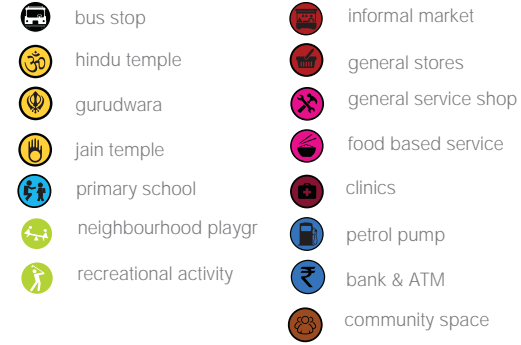 bus stop
hindu temple
gurudwara
jain temple
primary school
neighbourhood playgr
recreational activity
informal market
general stores
general service shop
food based service
clinics
petrol pump
bank & ATM
community space